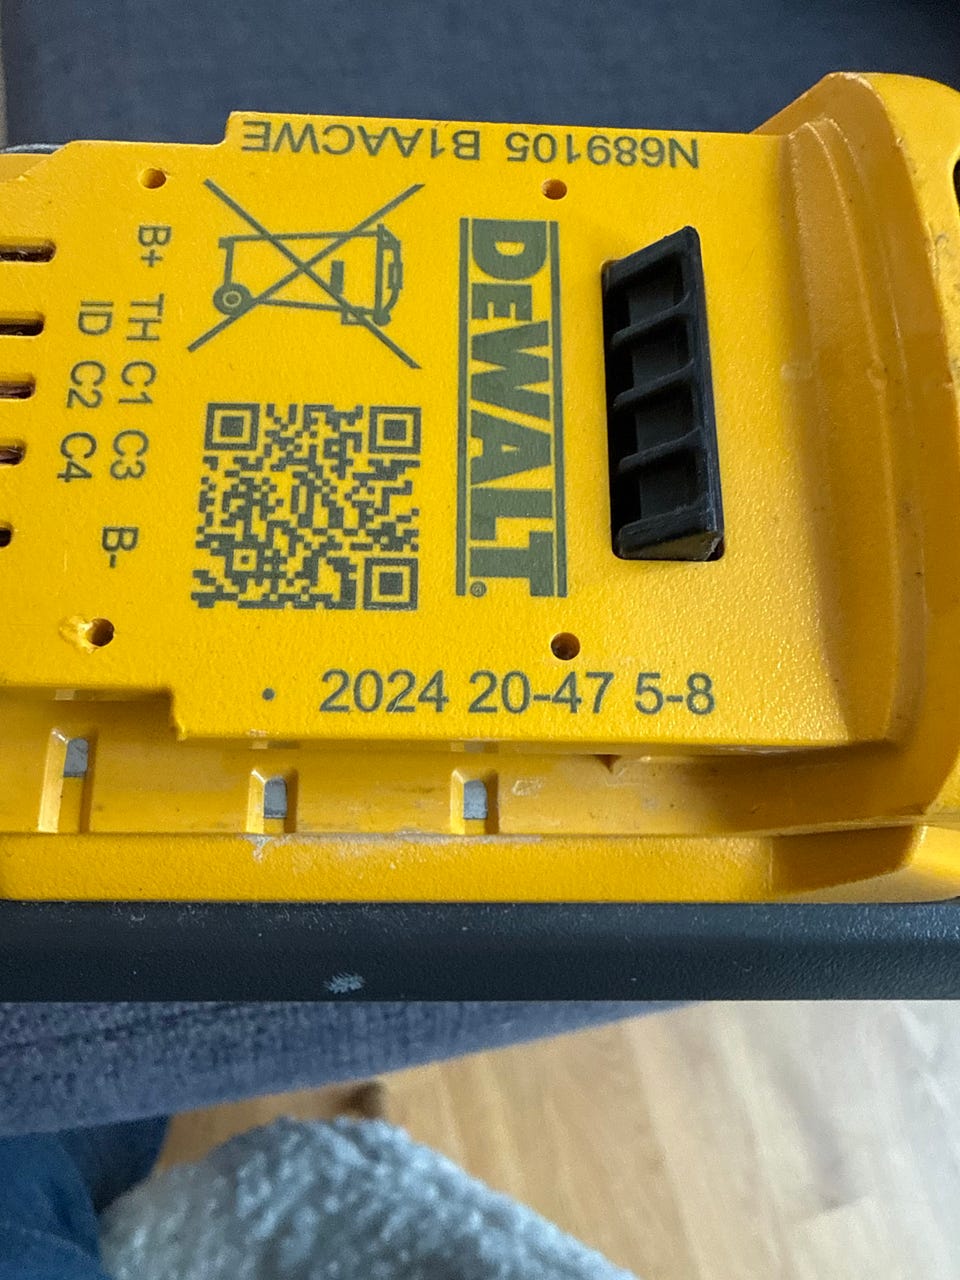 N689105 B1AACWE
DEWALT®
B+ TH C1 C3 B-
ID C2 C4
2024 20-47 5-8